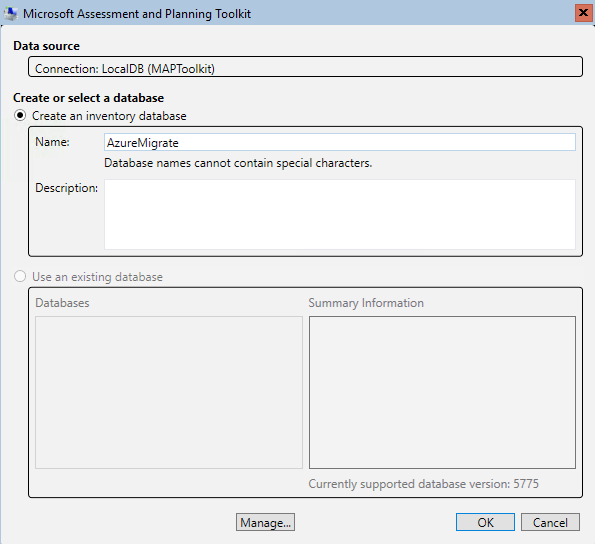 Microsoft Assessment and Planning Toolkit
Data source
Connection: LocalDB (MAPToolkit)
Create or select a database
Create an inventory database
Name: AzureMigrate
Database names cannot contain special characters.
Description:
Use an existing database
Databases Summary Information
Currently supported database version: 5775
Manage... OK Cancel